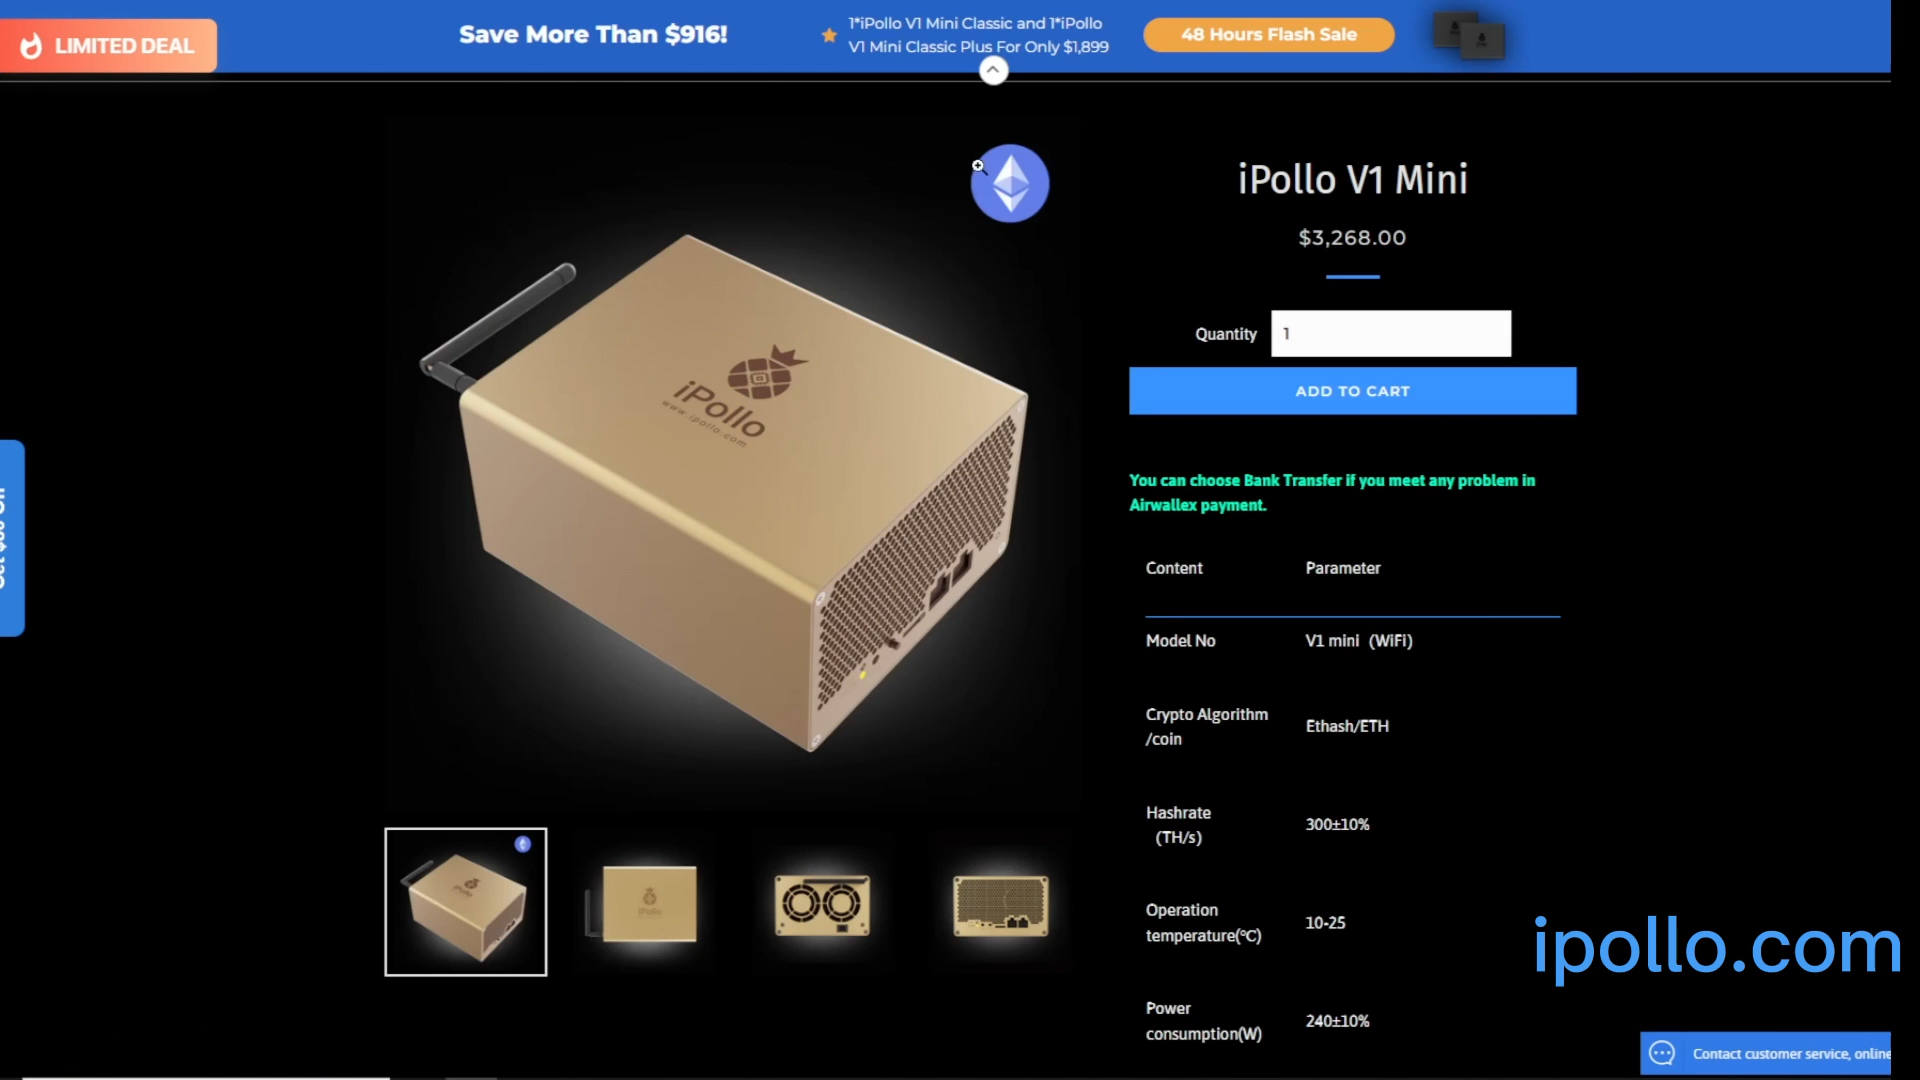 LIMITED DEAL
Save More Than $916!
1*iPollo V1 Mini Classic and 1*iPollo
V1 Mini Classic Plus For Only $1,899
48 Hours Flash Sale
iPollo V1 Mini
$3,268.00
Quantity
1
ADD TO CART
You can choose Bank Transfer if you meet any problem in
Airwallex payment.
Content Parameter
Model No V1 mini (WiFi)
Crypto Algorithm
/coin
Ethash/ETH
Hashrate
(TH/s)
300±10%
Operation
temperature(℃)
10-25
Power
consumption(W)
240±10%
iPollo
www.ipollo.com
ipollo.com
Contact customer service, online